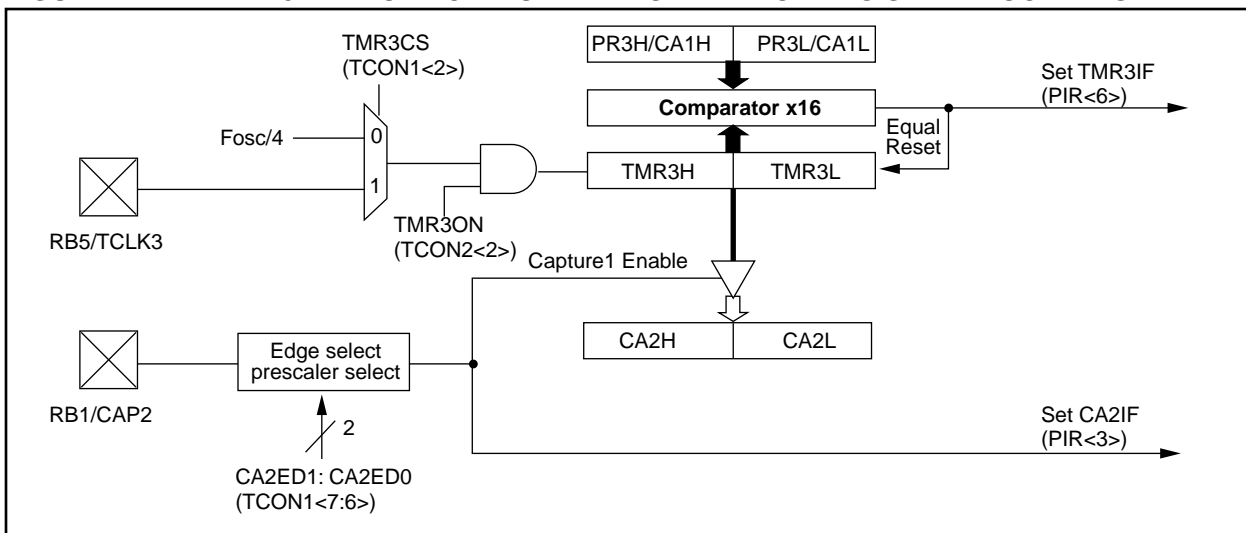 TMR3CS
(TCON1<2>)
PR3H/CA1H PR3L/CA1L
Set TMR3IF
(PIR<6>)
Comparator x16
Fosc/4
0
Equal
Reset
TMR3H TMR3L
1
TMR3ON
(TCON2<2>)
RB5/TCLK3
Capture1 Enable
CA2H CA2L
Edge select
prescaler select
RB1/CAP2
2
Set CA2IF
(PIR<3>)
CA2ED1: CA2ED0
(TCON1<7:6>)